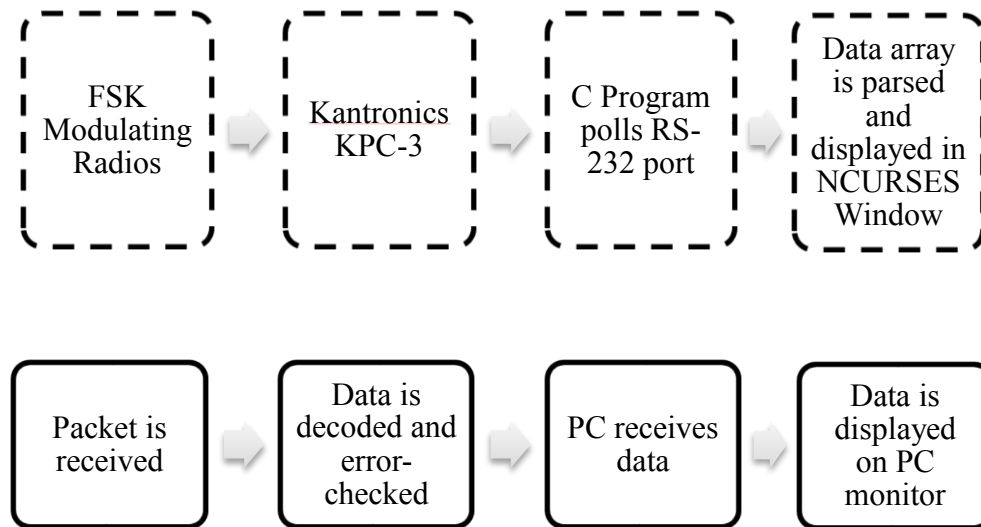 FSK
Modulating
Radios
Kantronics
KPC-3
C Program
polls RS-
232 port
Data array
is parsed
and
displayed in
NCURSES
Window
Packet is
received
Data is
decoded and
error-
checked
PC receives
data
Data is
displayed
on PC
monitor